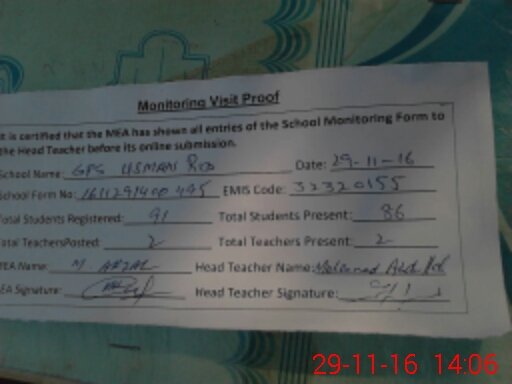 Monitoring Visit Proof
It is certified that the MEA has shown all entries of the School Monitoring Form to
the Head Teacher before its online submission.
School Name: GPS USMANI Date: 29-11-16
School Form No: EMIS Code: 32320155
Total Students Registered: 91 Total Students Present: 86
Total TeachersPosted: 2 Total Teachers Present: 2
MEA Name: M AFZAL Head Teacher Name: Mohammad
MEA Signature: Head Teacher Signature:
29-11-16 14:06